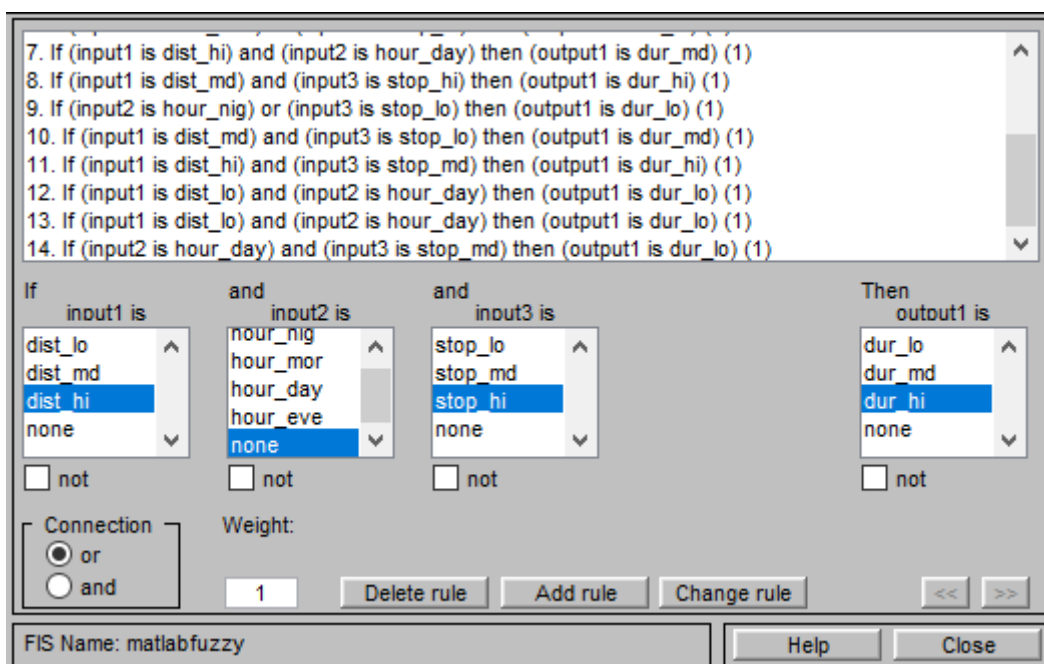 7. If (input1 is dist_hi) and (input2 is hour_day) then (output1 is dur_md) (1)
8. If (input1 is dist_md) and (input3 is stop_hi) then (output1 is dur_hi) (1)
9. If (input2 is hour_nig) or (input3 is stop_lo) then (output1 is dur_lo) (1)
10. If (input1 is dist_md) and (input3 is stop_lo) then (output1 is dur_md) (1)
11. If (input1 is dist_hi) and (input3 is stop_md) then (output1 is dur_hi) (1)
12. If (input1 is dist_lo) and (input2 is hour_day) then (output1 is dur_lo) (1)
13. If (input1 is dist_lo) and (input2 is hour_day) then (output1 is dur_lo) (1)
14. If (input2 is hour_day) and (input3 is stop_md) then (output1 is dur_lo) (1)
If
input1 is
dist_lo
dist_md
dist_hi
none
not
and
input2 is
hour_nig
hour_mor
hour_day
hour_eve
none
not
and
input3 is
stop_lo
stop_md
stop_hi
none
not
Then
output1 is
dur_lo
dur_md
dur_hi
none
not
Connection
or
and
Weight:
1
Delete rule
Add rule
Change rule
<<
>>
FIS Name: matlabfuzzy
Help
Close